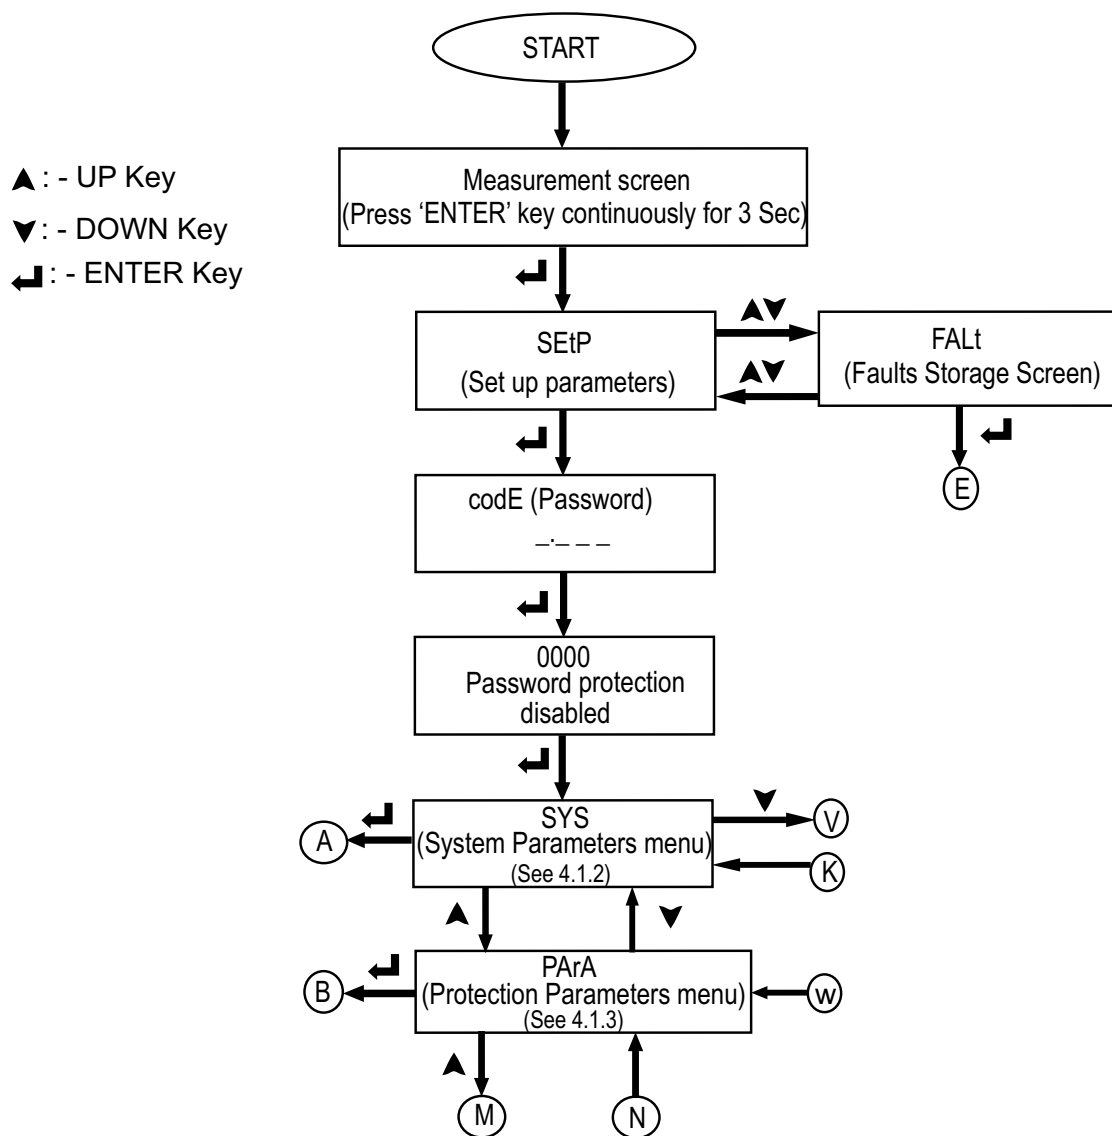 START
: - UP Key
: - DOWN Key
: - ENTER Key
Measurement screen
(Press ‘ENTER’ key continuously for 3 Sec)
SEtP
(Set up parameters)
FALt
(Faults Storage Screen)
E
codE (Password)
_._ _ _
0000
Password protection
disabled
SYS
(System Parameters menu)
(See 4.1.2)
A
V
K
PArA
(Protection Parameters menu)
(See 4.1.3)
B
w
M
N